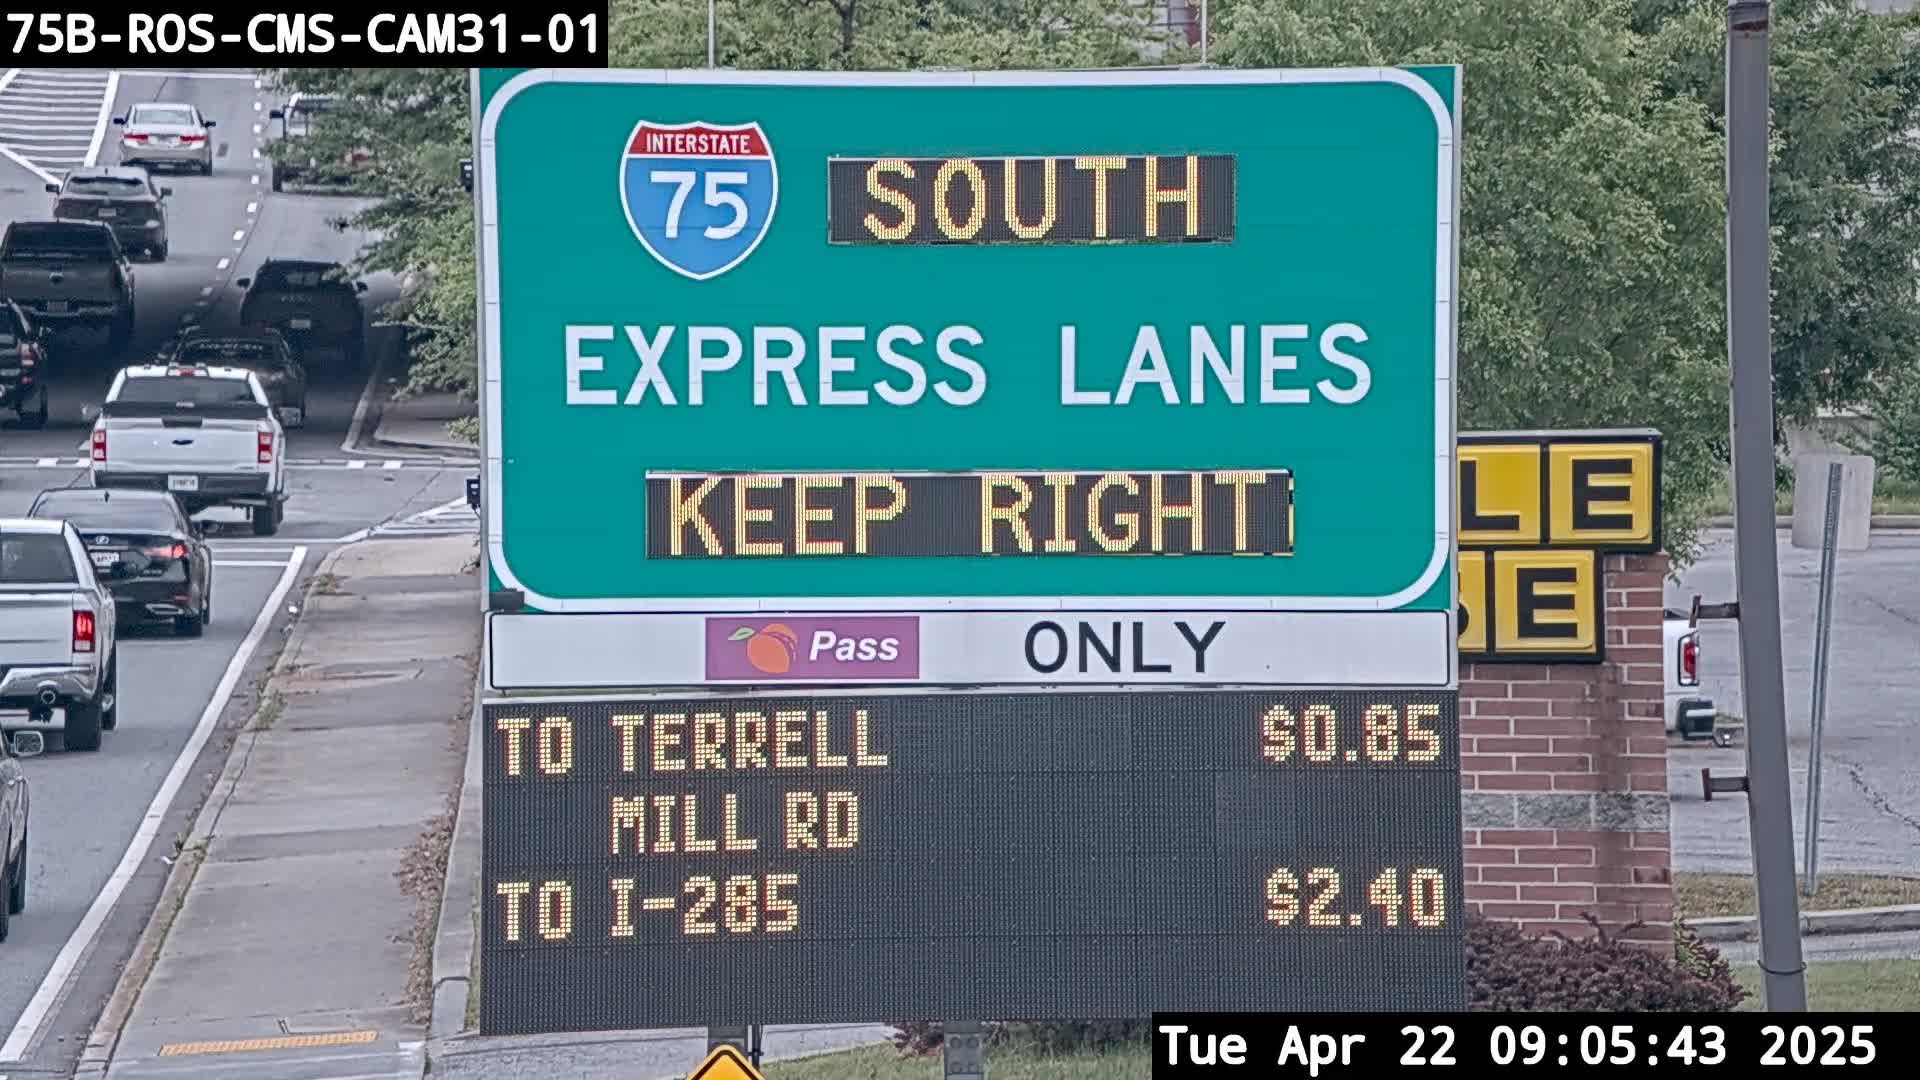 75B-ROS-CMS-CAM31-01
INTERSTATE
75
SOUTH
EXPRESS LANES
KEEP RIGHT
Pass ONLY
TO TERRELL $0.85
MILL RD
TO I-285 $2.40
LE
E
Tue Apr 22 09:05:43 2025